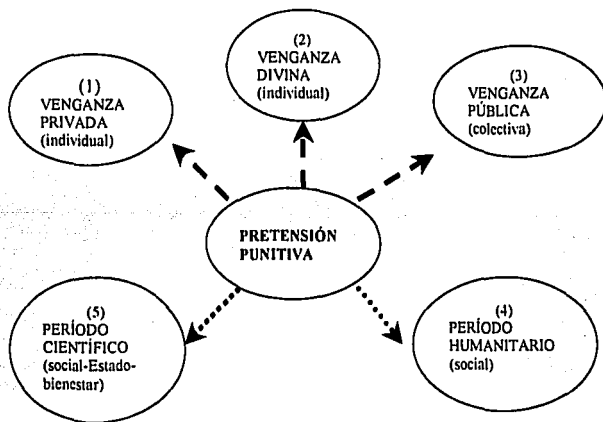 (1)
VENGANZA
PRIVADA
(individual)
(2)
VENGANZA
DIVINA
(individual)
(3)
VENGANZA
PÚBLICA
(colectiva)
PRETENSIÓN
PUNITIVA
(5)
PERÍODO
CIENTÍFICO
(social-Estado-
bienestar)
(4)
PERÍODO
HUMANITARIO
(social)